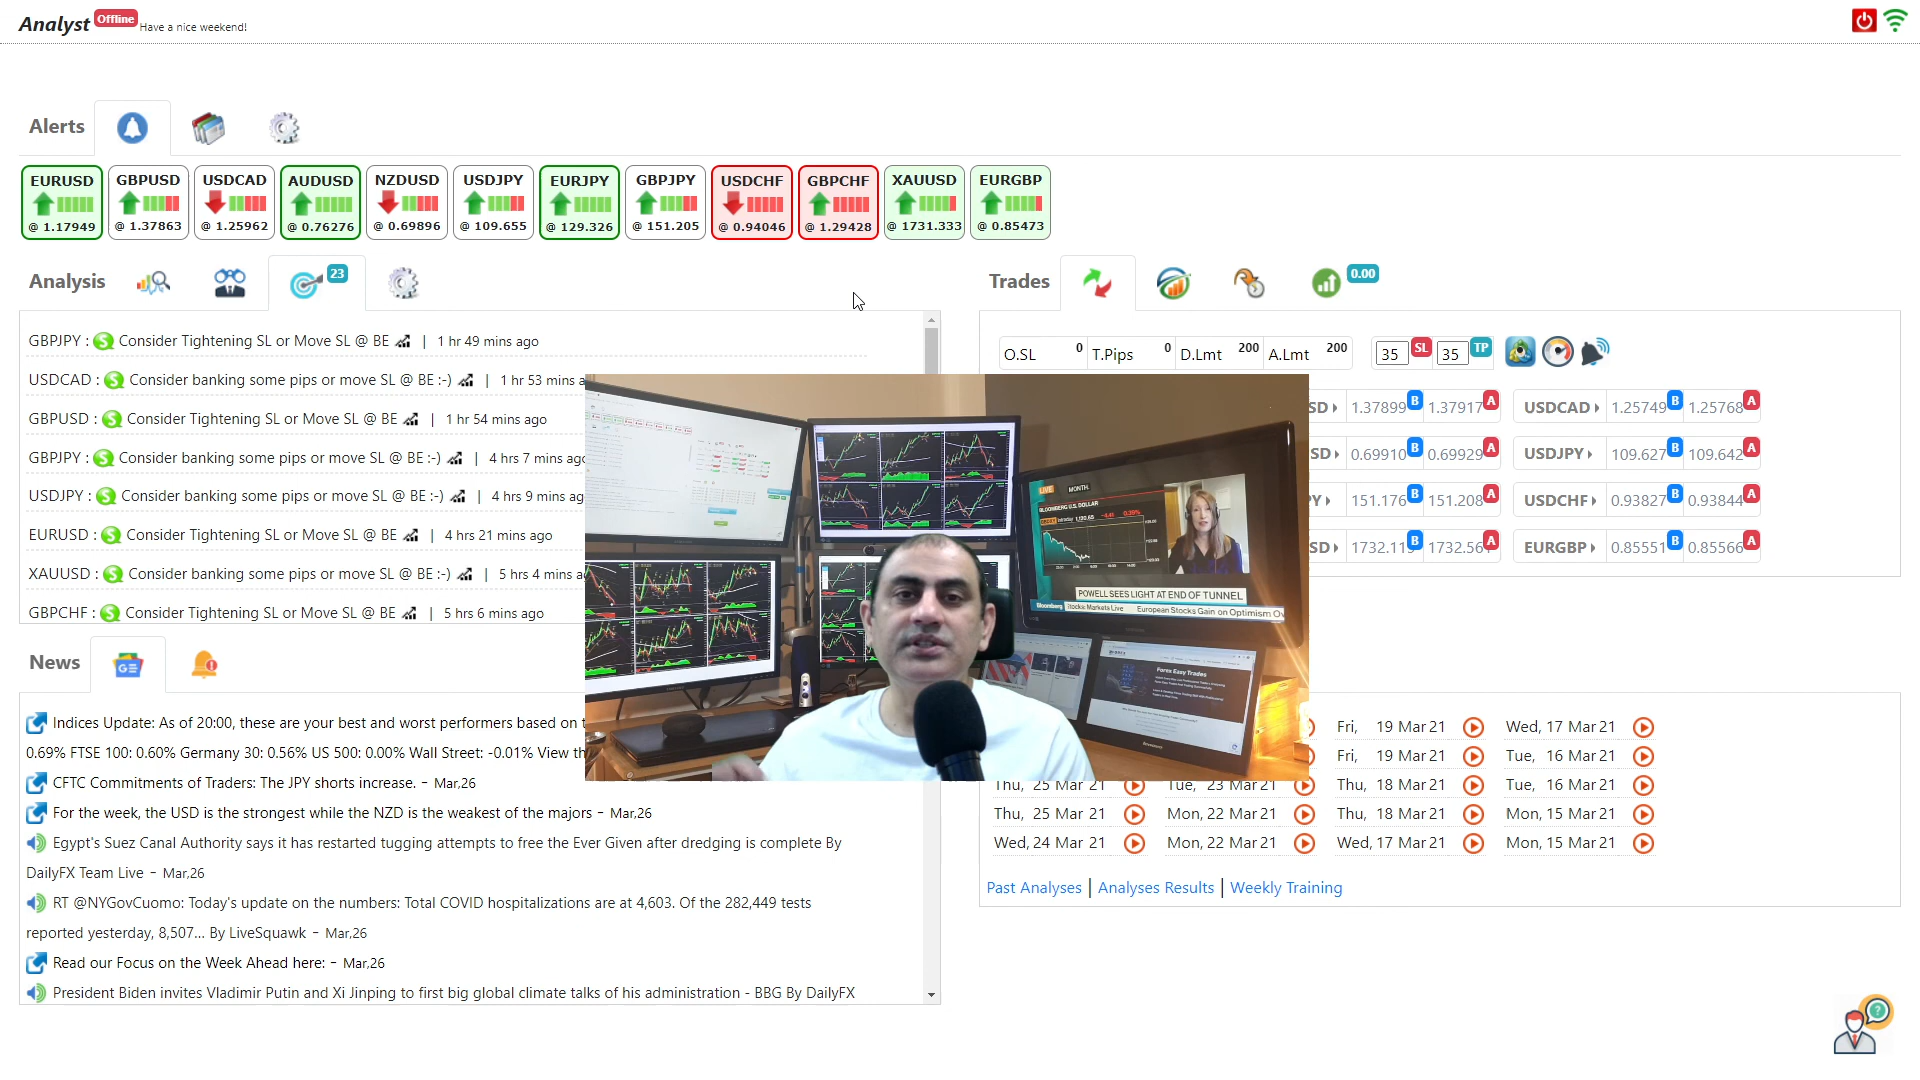 Analyst Offline Have a nice weekend!
Alerts
EURUSD GBPUSD USDCAD AUDUSD NZDUSD USDJPY EURJPY GBPJPY USDCHF GBPCHF XAUUSD EURGBP
@ 1.17949 @ 1.37863 @ 1.25962 @ 0.76276 @ 0.69896 @ 109.655 @ 129.326 @ 151.205 @ 0.94046 @ 1.29428 @ 1731.333 @ 0.85473
Analysis 23
GBPJPY : S Consider Tightening SL or Move SL @ BE | 1 hr 49 mins ago
USDCAD : S Consider banking some pips or move SL @ BE :-) | 1 hr 53 mins a
GBPUSD : S Consider Tightening SL or Move SL @ BE | 1 hr 54 mins ago
GBPJPY : S Consider banking some pips or move SL @ BE :-) | 4 hrs 7 mins ago
USDJPY : S Consider banking some pips or move SL @ BE :-) | 4 hrs 9 mins ag
EURUSD : S Consider Tightening SL or Move SL @ BE | 4 hrs 21 mins ago
XAUUSD : S Consider banking some pips or move SL @ BE :-) | 5 hrs 4 mins a
GBPCHF : S Consider Tightening SL or Move SL @ BE | 5 hrs 6 mins ago
Trades 0.00
O.SL 0 T.Pips 0 D.Lmt 200 A.Lmt 200 35 SL 35 TP
SD 1.37899 B 1.37917 A USDCAD 1.25749 B 1.25768 A
SD 0.69910 B 0.69929 A USDJPY 109.627 B 109.642 A
PY 151.176 B 151.208 A USDCHF 0.93827 B 0.93844 A
SD 1732.11 B 1732.56 A EURGBP 0.85551 B 0.85566 A
LIVE MONTH.
BLOOMBERG U.S. DOLLAR
POWELL SEES LIGHT AT END OF TUNNEL
Bloomberg Stocks: Markets Live European Stocks Gain on Optimism Ov
Forex Easy Trades
News GE
Indices Update: As of 20:00, these are your best and worst performers based on t
0.69% FTSE 100: 0.60% Germany 30: 0.56% US 500: 0.00% Wall Street: -0.01% View th
CFTC Commitments of Traders: The JPY shorts increase. - Mar,26
For the week, the USD is the strongest while the NZD is the weakest of the majors - Mar,26
Egypt's Suez Canal Authority says it has restarted tugging attempts to free the Ever Given after dredging is complete By
DailyFX Team Live - Mar,26
RT @NYGovCuomo: Today's update on the numbers: Total COVID hospitalizations are at 4,603. Of the 282,449 tests
reported yesterday, 8,507... By LiveSquawk - Mar,26
Read our Focus on the Week Ahead here: - Mar,26
President Biden invites Vladimir Putin and Xi Jinping to first big global climate talks of his administration - BBG By DailyFX
Fri, 19 Mar 21 Wed, 17 Mar 21
Fri, 19 Mar 21 Tue, 16 Mar 21
Thu, 25 Mar 21 Tue, 23 Mar 21 Thu, 18 Mar 21 Tue, 16 Mar 21
Thu, 25 Mar 21 Mon, 22 Mar 21 Thu, 18 Mar 21 Mon, 15 Mar 21
Wed, 24 Mar 21 Mon, 22 Mar 21 Wed, 17 Mar 21 Mon, 15 Mar 21
Past Analyses | Analyses Results | Weekly Training